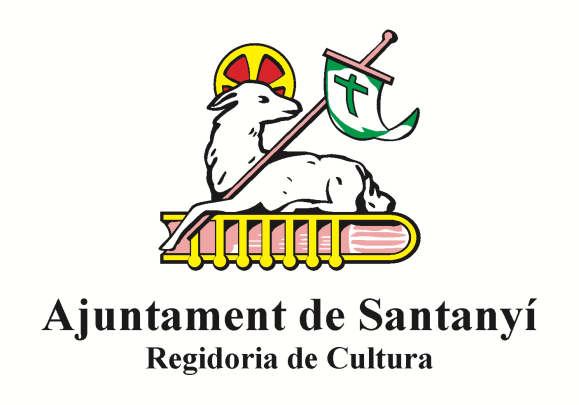 Ajuntament de Santanyí
Regidoria de Cultura